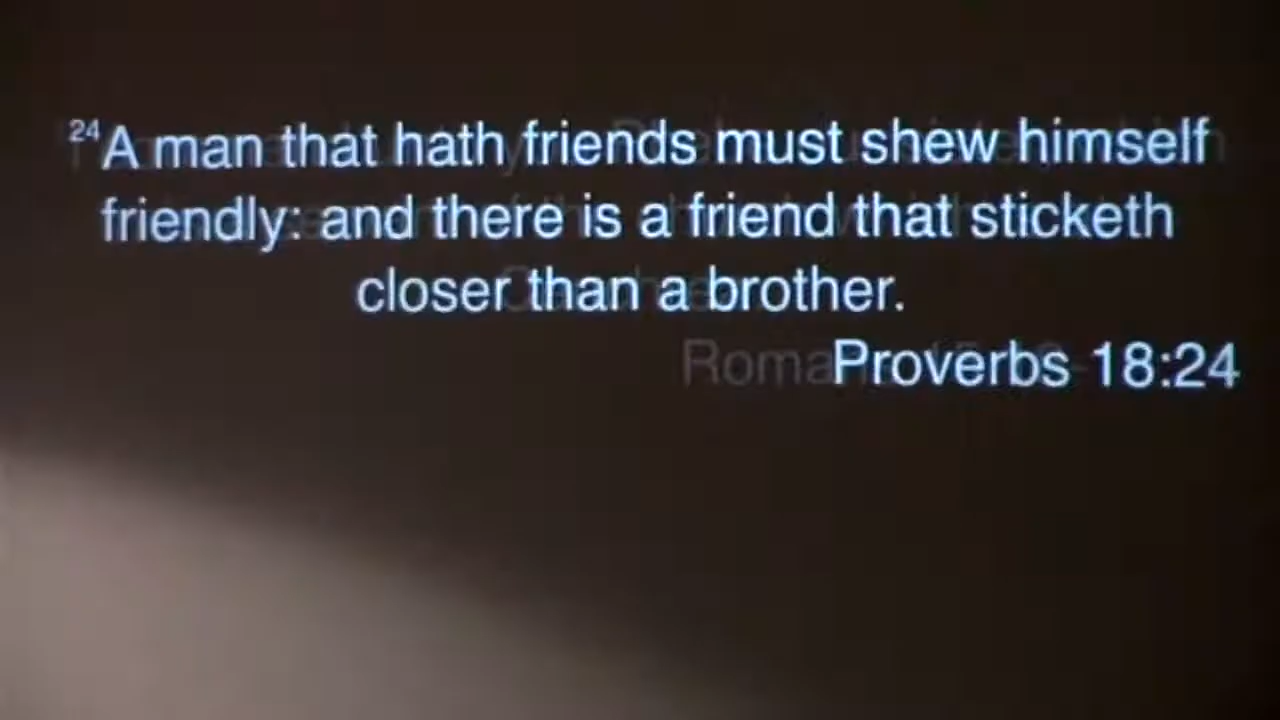 24 A man that hath friends must shew himself
friendly: and there is a friend that sticketh
closer than a brother.
Proverbs 18:24